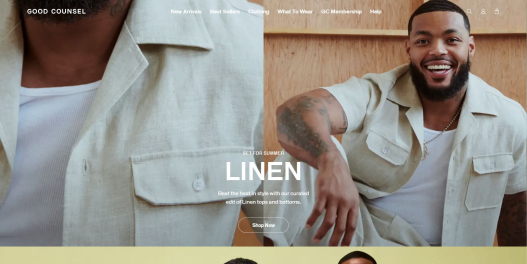 GOOD COUNSEL
New Arrivals Best Sellers Clothing What To Wear GC Membership Help
SET FOR SUMMER
LINEN
Beat the heat in style with our curated
edit of Linen tops and bottoms.
Shop Now